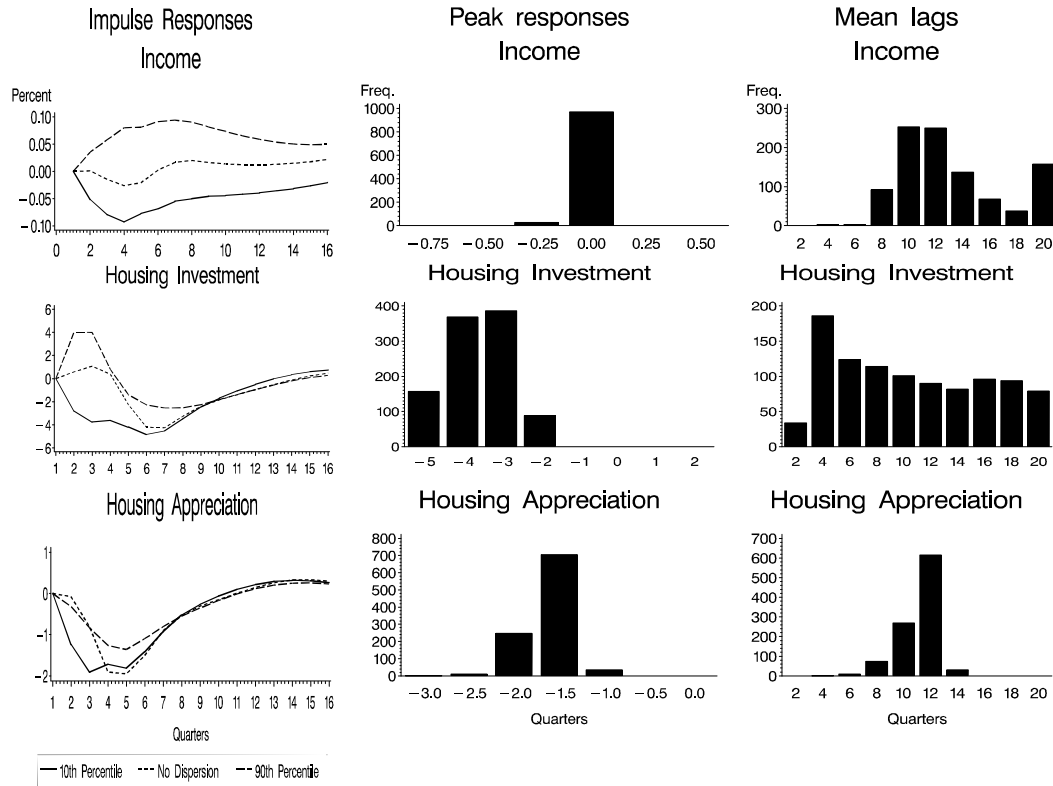 Impulse Responses
Income
Percent
0.10
0.05
0.00
−0.05
−0.10
0 2 4 6 8 10 12 14 16
Housing Investment
6
4
2
0
−2
−4
−6
1 2 3 4 5 6 7 8 9 10 11 12 13 14 15 16
Housing Appreciation
1
0
−1
−2
1 2 3 4 5 6 7 8 9 10 11 12 13 14 15 16
Quarters
10th Percentile No Dispersion 90th Percentile
Peak responses
Income
Freq.
1000
800
600
400
200
0
−0.75 −0.50 −0.25 0.00 0.25 0.50
Housing Investment
400
300
200
100
0
−5 −4 −3 −2 −1 0 1 2
Housing Appreciation
800
700
600
500
400
300
200
100
0
−3.0 −2.5 −2.0 −1.5 −1.0 −0.5 0.0
Quarters
Mean lags
Income
Freq.
300
200
100
0
2 4 6 8 10 12 14 16 18 20
Housing Investment
200
150
100
50
0
2 4 6 8 10 12 14 16 18 20
Housing Appreciation
700
600
500
400
300
200
100
0
2 4 6 8 10 12 14 16 18 20
Quarters